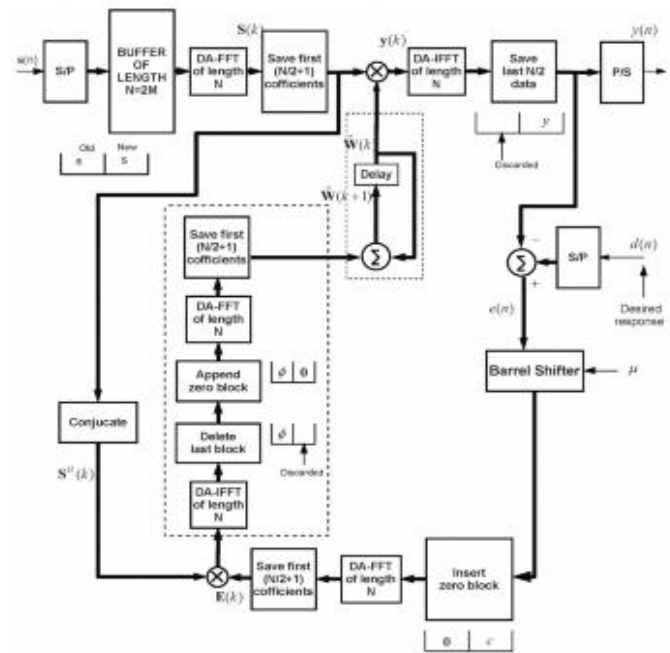 S(k)
y(k)
y(n)
s(n)
S/P
BUFFER
OF
LENGTH
N=2M
DA-FFT
of length
N
Save first
(N/2+1)
cofficients
DA-IFFT
of length
N
Save
last N/2
data
P/S
Old New
s S
y
Discarded
W(k)
Delay
W(k+1)
Σ
Save first
(N/2+1)
cofficients
DA-FFT
of length
N
Append
zero block
ϕ 0
Delete
last block
ϕ
Discarded
DA-IFFT
of length
N
Conjucate
S^H(k)
−
Σ
+
S/P
d(n)
Desired
response
e(n)
Barrel Shifter
μ
E(k)
Save first
(N/2+1)
cofficients
DA-FFT
of length
N
Insert
zero block
0 e